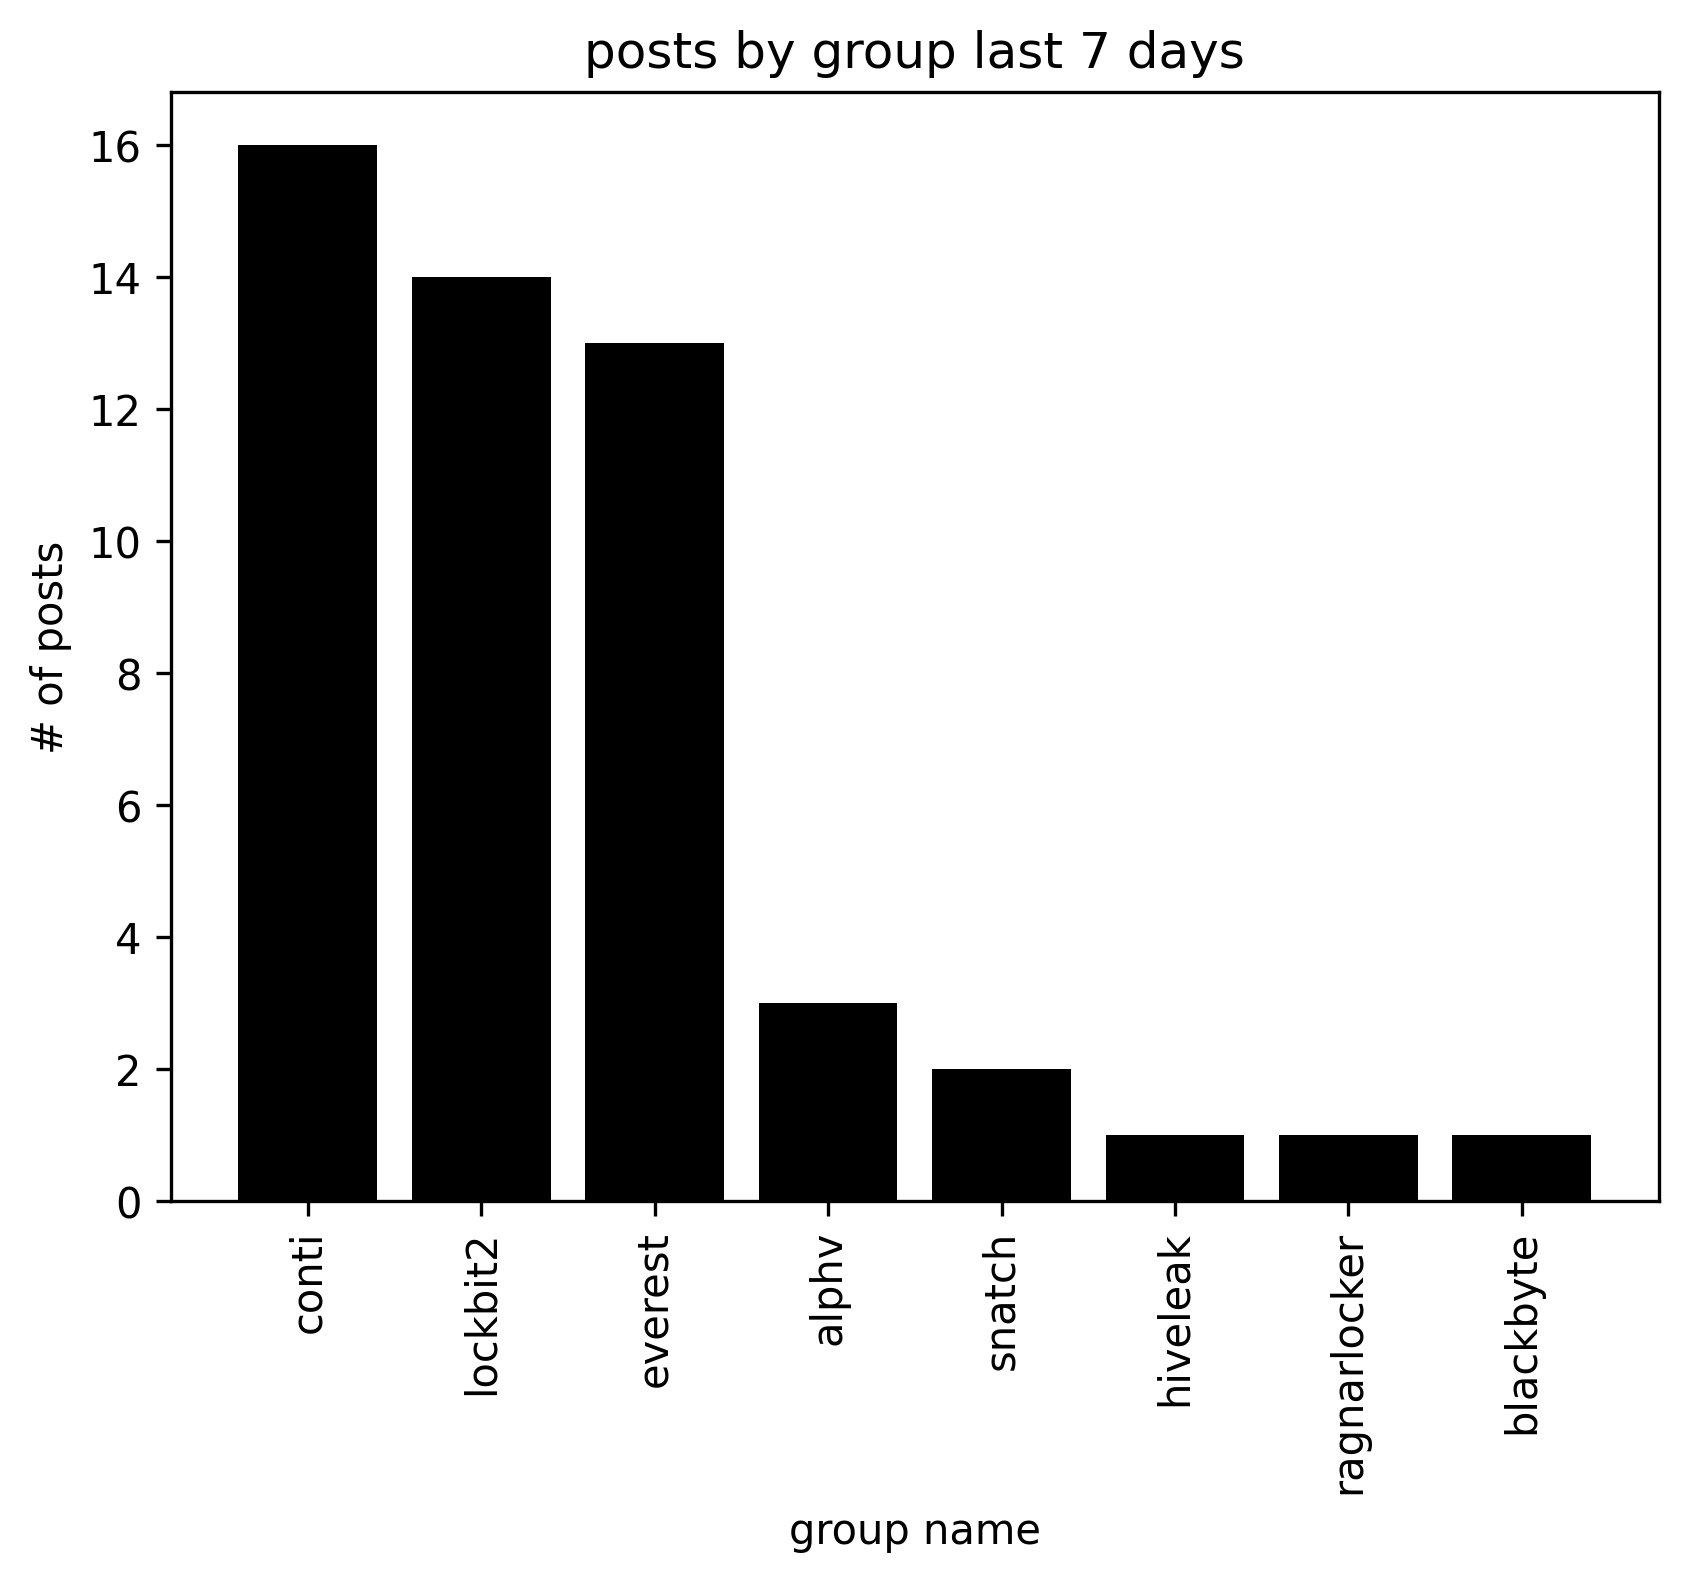 posts by group last 7 days
16
14
12
10
8
6
4
2
0
# of posts
conti
lockbit2
everest
alphv
snatch
hiveleak
ragnarlocker
blackbyte
group name